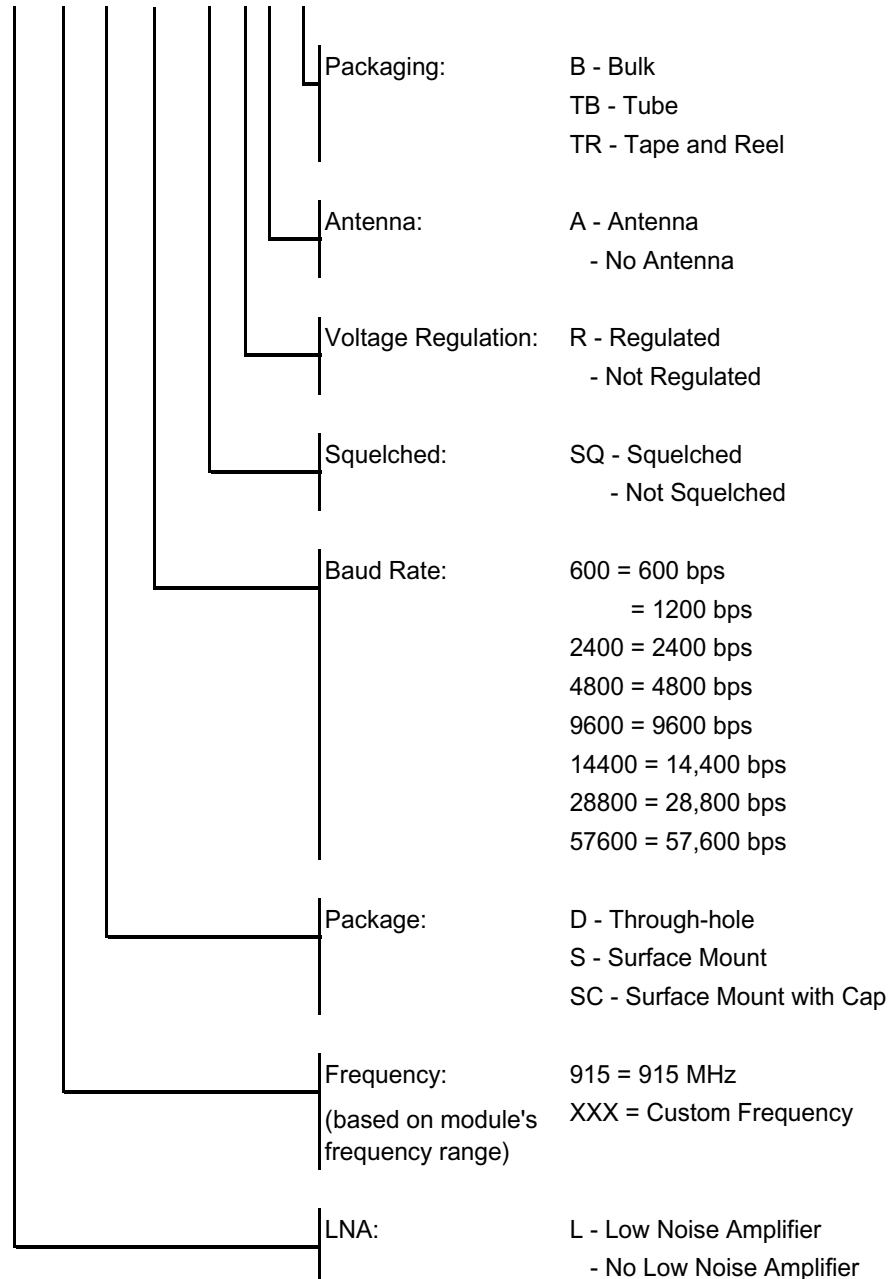 Packaging: B - Bulk
TB - Tube
TR - Tape and Reel
Antenna: A - Antenna
- No Antenna
Voltage Regulation: R - Regulated
- Not Regulated
Squelched: SQ - Squelched
- Not Squelched
Baud Rate: 600 = 600 bps
= 1200 bps
2400 = 2400 bps
4800 = 4800 bps
9600 = 9600 bps
14400 = 14,400 bps
28800 = 28,800 bps
57600 = 57,600 bps
Package: D - Through-hole
S - Surface Mount
SC - Surface Mount with Cap
Frequency: 915 = 915 MHz
(based on module's XXX = Custom Frequency
frequency range)
LNA: L - Low Noise Amplifier
- No Low Noise Amplifier